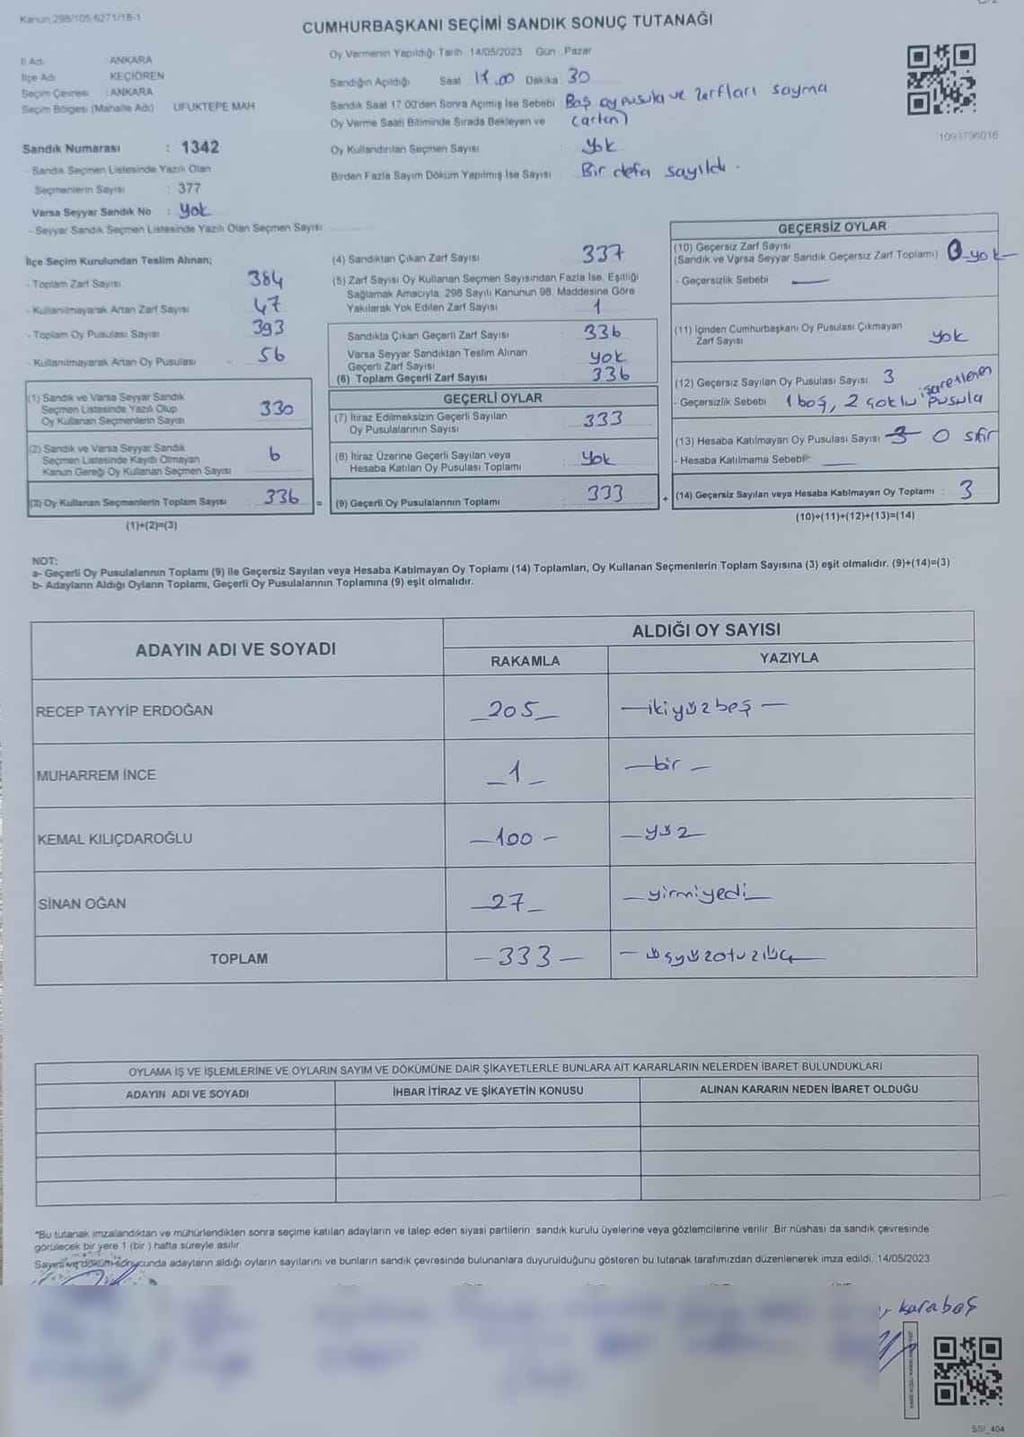 Kanun 298/105-6271/18-1
CUMHURBAŞKANI SEÇİMİ SANDIK SONUÇ TUTANAĞI
İl Adı : ANKARA
İlçe Adı : KEÇİÖREN
Seçim Çevresi : ANKARA
Seçim Bölgesi (Mahalle Adı) : UFUKTEPE MAH
Sandık Numarası : 1342
- Sandık Seçmen Listesinde Yazılı Olan
Seçmenlerin Sayısı : 377
Varsa Seyyar Sandık No : Yok
- Seyyar Sandık Seçmen Listesinde Yazılı Olan Seçmen Sayısı
Oy Vermenin Yapıldığı Tarih 14/05/2023 Gün : Pazar
Sandığın Açıldığı Saat 17.00 Dakika 30
Sandık Saat 17.00'den Sonra Açılmış İse Sebebi Boş oy pusula ve zarfları sayma
Oy Verme Saati Bitiminde Sırada Bekleyen ve (artan)
Oy Kullandırılan Seçmen Sayısı Yok
Birden Fazla Sayım Döküm Yapılmış İse Sayısı Bir defa sayıldı.
1091796016
İlçe Seçim Kurulundan Teslim Alınan;
- Toplam Zarf Sayısı 384
- Kullanılmayarak Artan Zarf Sayısı 47
- Toplam Oy Pusulası Sayısı 393
- Kullanılmayarak Artan Oy Pusulası 56
(1) Sandık ve Varsa Seyyar Sandık
Seçmen Listesinde Yazılı Olup
Oy Kullanan Seçmenlerin Sayısı 330
(2) Sandık ve Varsa Seyyar Sandık
Seçmen Listesinde Kayıtlı Olmayan
Kanun Gereği Oy Kullanan Seçmen Sayısı 6
(3) Oy Kullanan Seçmenlerin Toplam Sayısı 336
(1)+(2)=(3)
(4) Sandıktan Çıkan Zarf Sayısı 337
(5) Zarf Sayısı Oy Kullanan Seçmen Sayısından Fazla İse, Eşitliği
Sağlamak Amacıyla, 298 Sayılı Kanunun 98. Maddesine Göre
Yakılarak Yok Edilen Zarf Sayısı 1
Sandıkta Çıkan Geçerli Zarf Sayısı 336
Varsa Seyyar Sandıktan Teslim Alınan
Geçerli Zarf Sayısı yok
(6) Toplam Geçerli Zarf Sayısı 336
GEÇERLİ OYLAR
(7) İtiraz Edilmeksizin Geçerli Sayılan
Oy Pusulalarının Sayısı 333
(8) İtiraz Üzerine Geçerli Sayılan veya
Hesaba Katılan Oy Pusulası Toplamı Yok
= (9) Geçerli Oy Pusulalarının Toplamı 333
GEÇERSİZ OYLAR
(10) Geçersiz Zarf Sayısı
(Sandık ve Varsa Seyyar Sandık Geçersiz Zarf Toplamı) 0 yok
- Geçersizlik Sebebi
(11) İçinden Cumhurbaşkanı Oy Pusulası Çıkmayan
Zarf Sayısı yok
(12) Geçersiz Sayılan Oy Pusulası Sayısı 3
- Geçersizlik Sebebi 1 boş, 2 çoklu işaretlenen pusula
(13) Hesaba Katılmayan Oy Pusulası Sayısı 3 0 sıfır
- Hesaba Katılmama Sebebi
+ (14) Geçersiz Sayılan veya Hesaba Katılmayan Oy Toplamı : 3
(10)+(11)+(12)+(13)=(14)
NOT:
a- Geçerli Oy Pusulalarının Toplamı (9) ile Geçersiz Sayılan veya Hesaba Katılmayan Oy Toplamı (14) Toplamları, Oy Kullanan Seçmenlerin Toplam Sayısına (3) eşit olmalıdır. (9)+(14)=(3)
b- Adayların Aldığı Oyların Toplamı, Geçerli Oy Pusulalarının Toplamına (9) eşit olmalıdır.
ADAYIN ADI VE SOYADI
ALDIĞI OY SAYISI
RAKAMLA YAZIYLA
RECEP TAYYİP ERDOĞAN 205 ikiyüzbeş
MUHARREM İNCE 1 bir
KEMAL KILIÇDAROĞLU 100 yüz
SİNAN OĞAN 27 yirmiyedi
TOPLAM 333 üçyüzotuzüç
OYLAMA İŞ VE İŞLEMLERİNE VE OYLARIN SAYIM VE DÖKÜMÜNE DAİR ŞİKAYETLERLE BUNLARA AİT KARARLARIN NELERDEN İBARET BULUNDUKLARI
ADAYIN ADI VE SOYADI İHBAR İTİRAZ VE ŞİKAYETİN KONUSU ALINAN KARARIN NEDEN İBARET OLDUĞU
*Bu tutanak imzalandıktan ve mühürlendikten sonra seçime katılan adayların ve talep eden siyasi partilerin sandık kurulu üyelerine veya gözlemcilerine verilir. Bir nüshası da sandık çevresinde
görülecek bir yere 1 (bir) hafta süreyle asılır.
Sayım ve döküm sonucunda adayların aldığı oyların sayılarını ve bunların sandık çevresinde bulunanlara duyurulduğunu gösteren bu tutanak tarafımızdan düzenlenerek imza edildi. 14/05/2023
karabaş
SSI_404